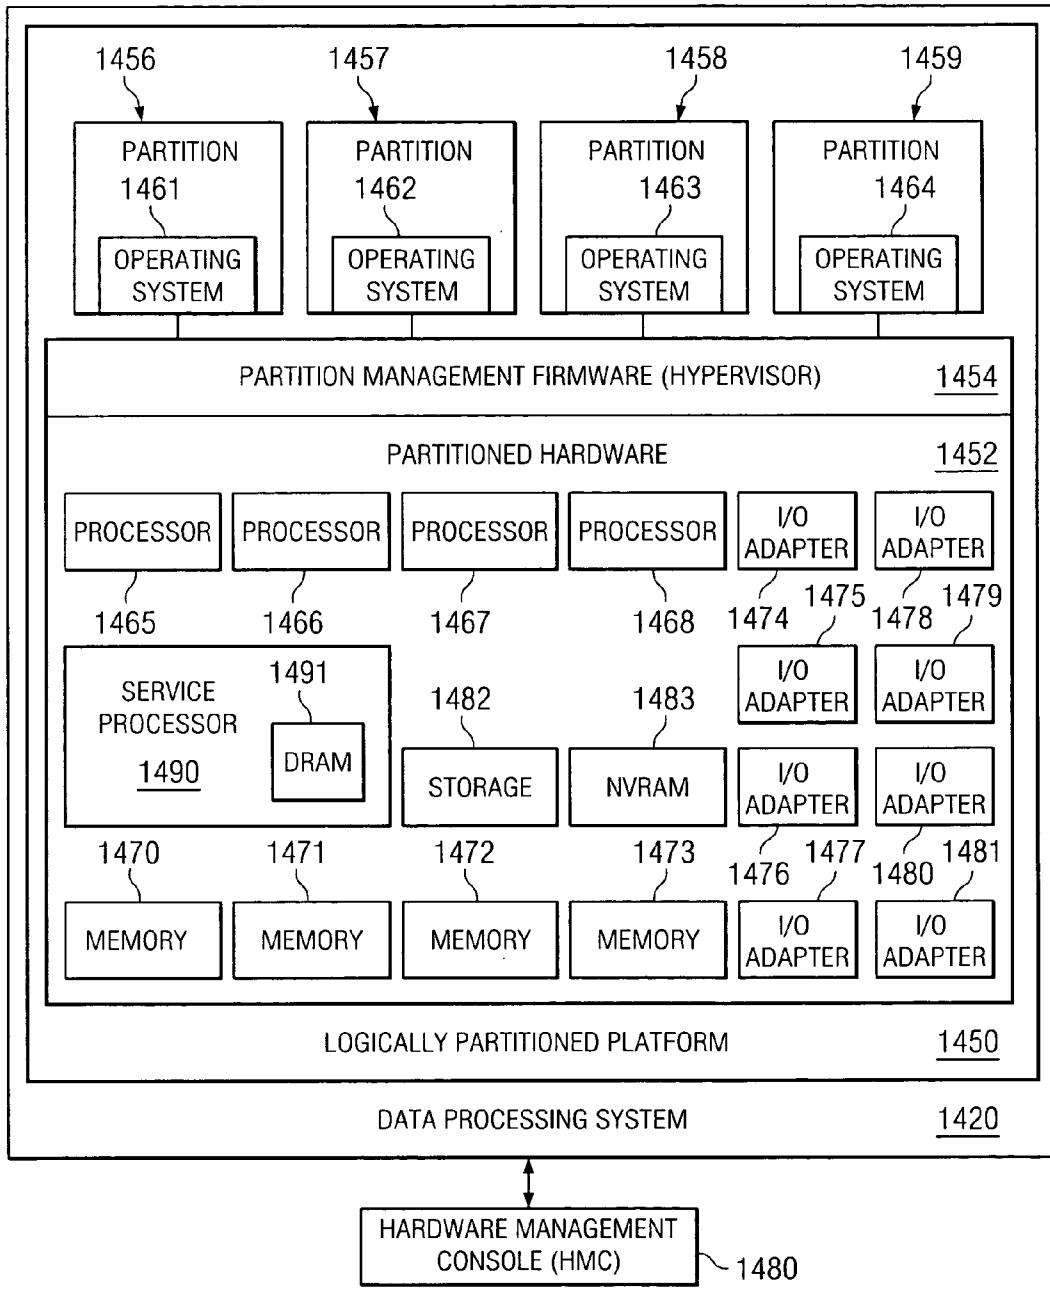 1456 1457 1458 1459
PARTITION PARTITION PARTITION PARTITION
1461 1462 1463 1464
OPERATING OPERATING OPERATING OPERATING
SYSTEM SYSTEM SYSTEM SYSTEM
PARTITION MANAGEMENT FIRMWARE (HYPERVISOR) 1454
PARTITIONED HARDWARE 1452
PROCESSOR PROCESSOR PROCESSOR PROCESSOR
I/O I/O
ADAPTER ADAPTER
1465 1466 1467 1468 1474 1475 1478 1479
SERVICE
PROCESSOR
1490
1491
DRAM
1482 1483
STORAGE NVRAM
I/O I/O
ADAPTER ADAPTER
I/O I/O
ADAPTER ADAPTER
1470 1471 1472 1473 1476 1477 1480 1481
MEMORY MEMORY MEMORY MEMORY
I/O I/O
ADAPTER ADAPTER
LOGICALLY PARTITIONED PLATFORM 1450
DATA PROCESSING SYSTEM 1420
HARDWARE MANAGEMENT
CONSOLE (HMC)
1480